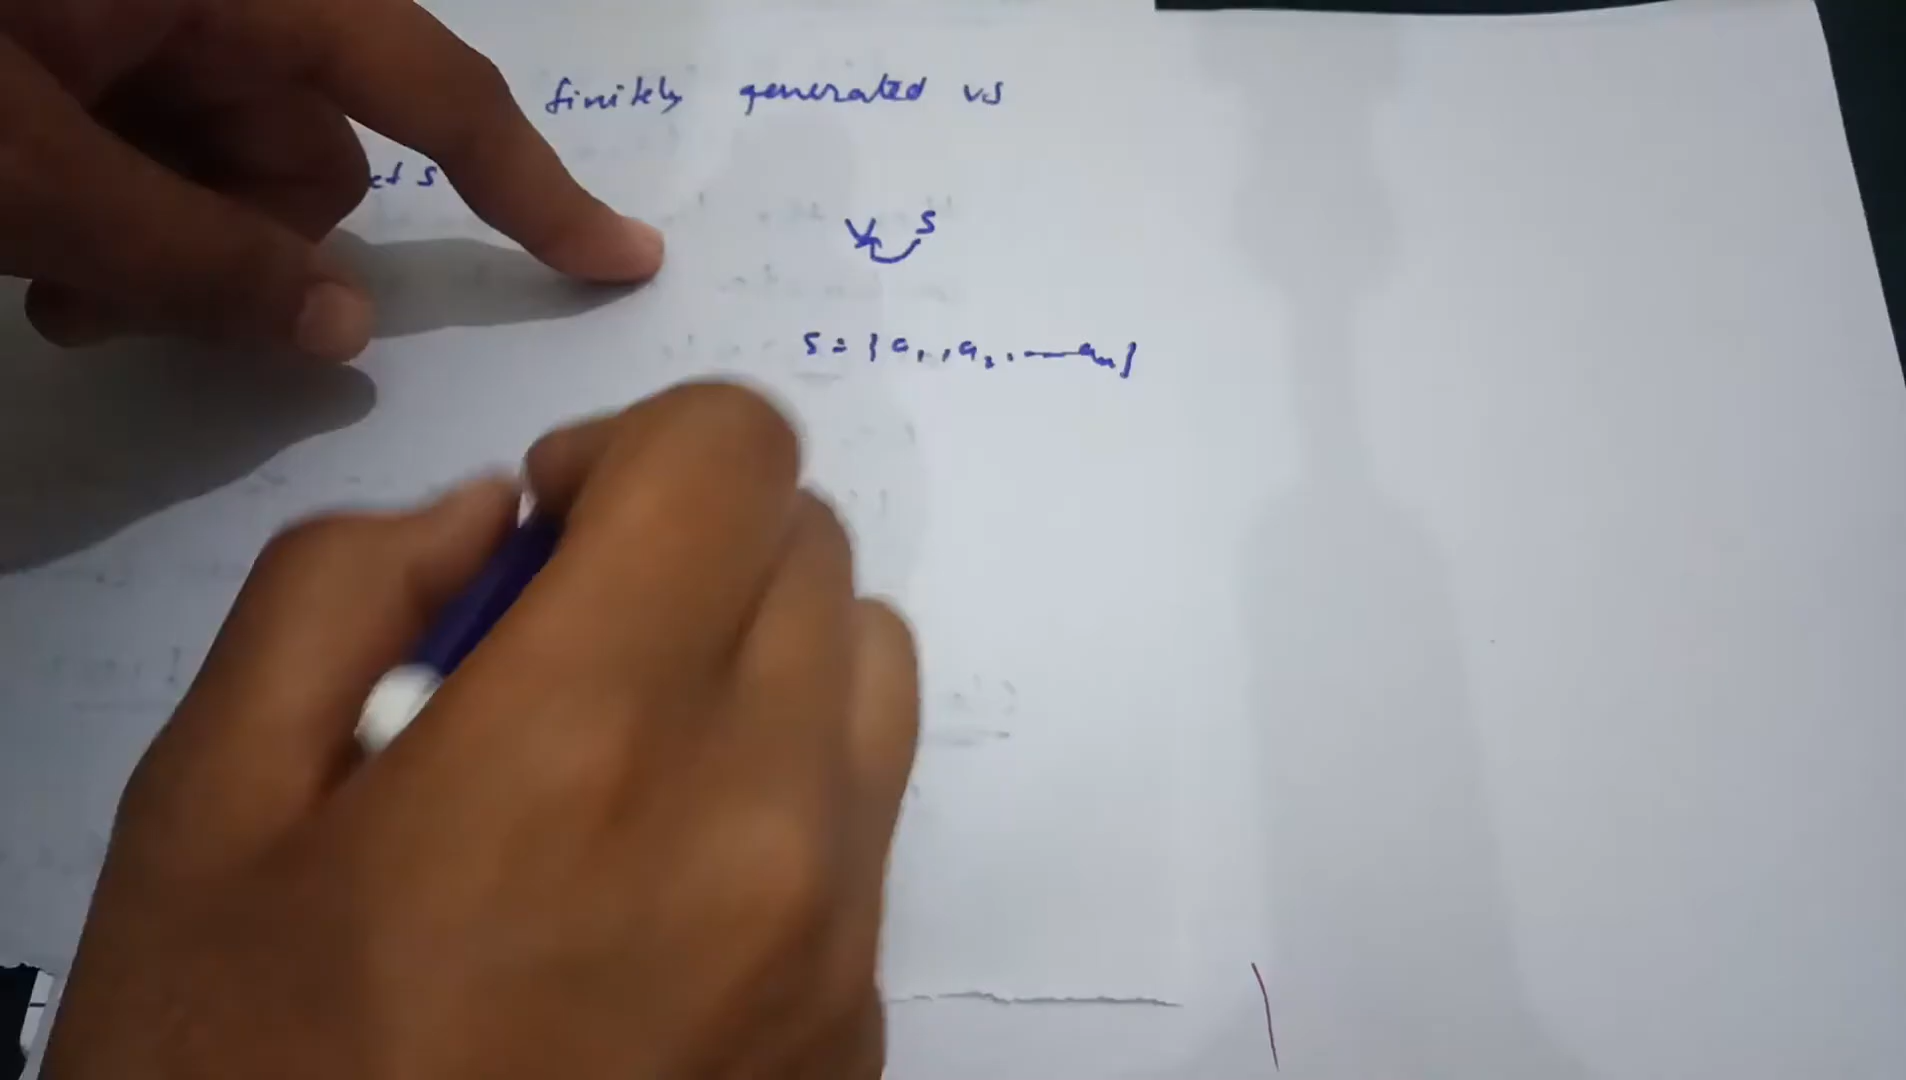 finitely generated vs
S
V S
S = { a₁, a₂, — aₙ }